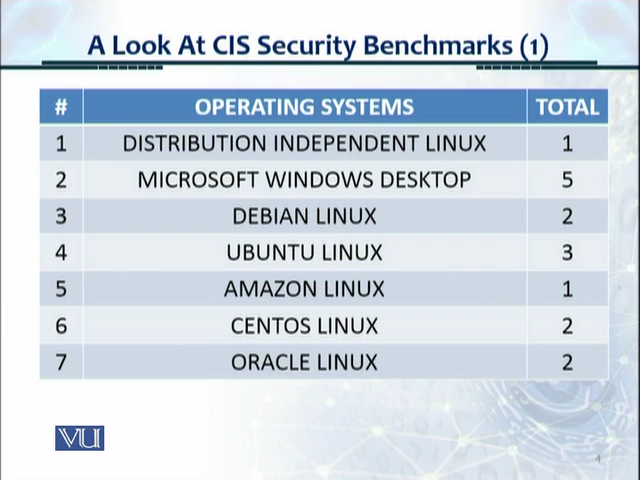 A Look At CIS Security Benchmarks (1)
# OPERATING SYSTEMS TOTAL
1 DISTRIBUTION INDEPENDENT LINUX 1
2 MICROSOFT WINDOWS DESKTOP 5
3 DEBIAN LINUX 2
4 UBUNTU LINUX 3
5 AMAZON LINUX 1
6 CENTOS LINUX 2
7 ORACLE LINUX 2
VU
4